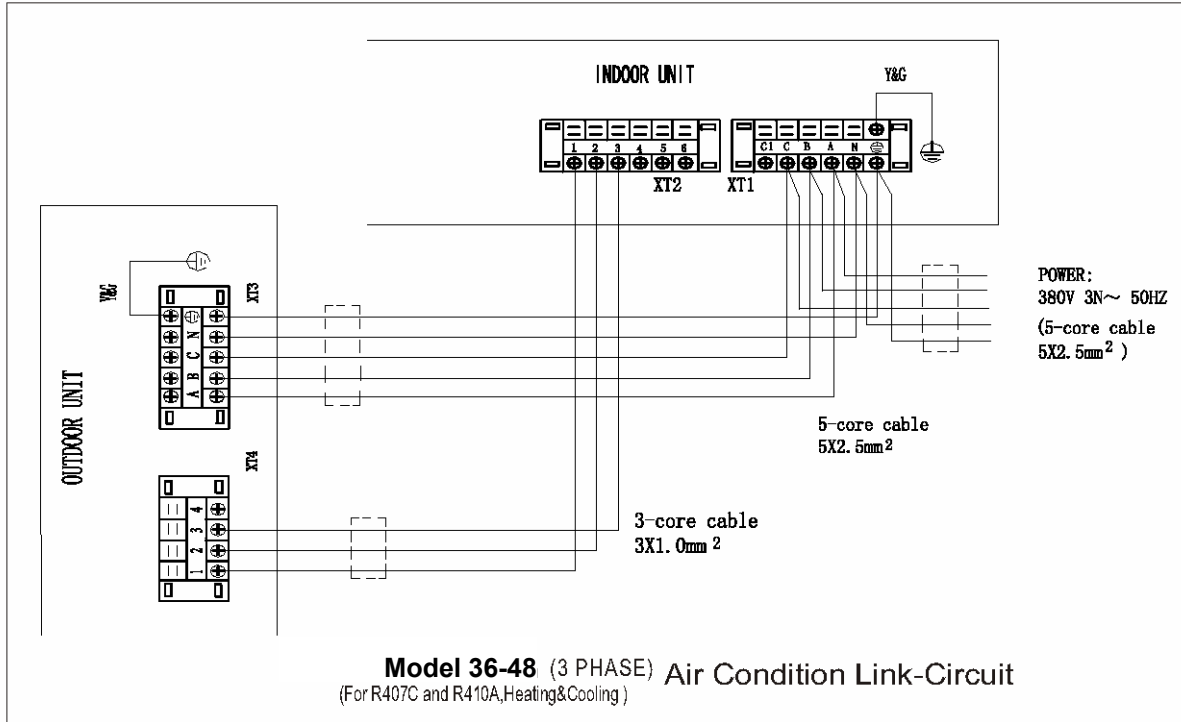 INDOOR UNIT
Y&G
1 2 3 4 5 6
C1 C B A N
XT2
XT1
POWER:
380V 3N～ 50HZ
(5-core cable
5X2.5mm²)
Y&G
XT3
N
C
B
A
OUTDOOR UNIT
5-core cable
5X2.5mm²
XT4
4
3
2
1
3-core cable
3X1.0mm²
Model 36-48 (3 PHASE) Air Condition Link-Circuit
(For R407C and R410A,Heating&Cooling)